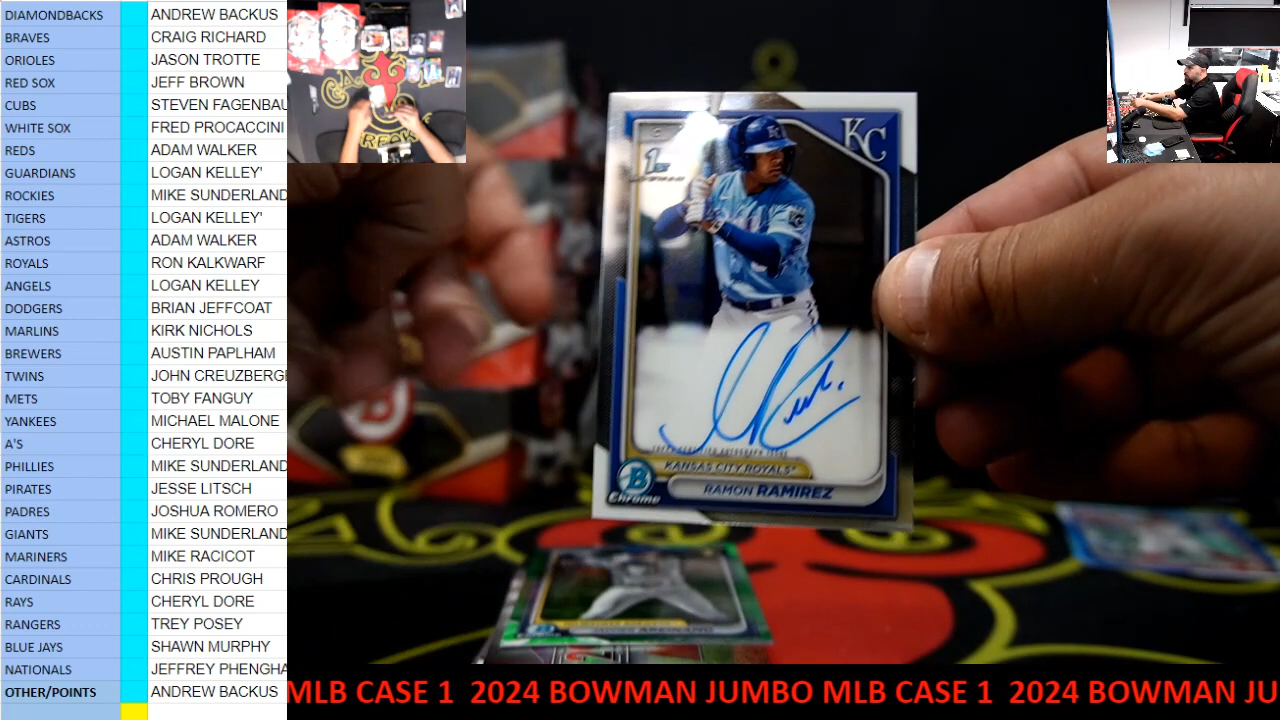 DIAMONDBACKS ANDREW BACKUS
BRAVES CRAIG RICHARD
ORIOLES JASON TROTTE
RED SOX JEFF BROWN
CUBS STEVEN FAGENBAU
WHITE SOX FRED PROCACCINI
REDS ADAM WALKER
GUARDIANS LOGAN KELLEY'
ROCKIES MIKE SUNDERLAND
TIGERS LOGAN KELLEY'
ASTROS ADAM WALKER
ROYALS RON KALKWARF
ANGELS LOGAN KELLEY
DODGERS BRIAN JEFFCOAT
MARLINS KIRK NICHOLS
BREWERS AUSTIN PAPLHAM
TWINS JOHN CREUZBERGE
METS TOBY FANGUY
YANKEES MICHAEL MALONE
A'S CHERYL DORE
PHILLIES MIKE SUNDERLAND
PIRATES JESSE LITSCH
PADRES JOSHUA ROMERO
GIANTS MIKE SUNDERLAND
MARINERS MIKE RACICOT
CARDINALS CHRIS PROUGH
RAYS CHERYL DORE
RANGERS TREY POSEY
BLUE JAYS SHAWN MURPHY
NATIONALS JEFFREY PHENGHA
OTHER/POINTS ANDREW BACKUS
KC
1st
BOWMAN
KANSAS CITY ROYALS
B
Chrome
RAMON RAMIREZ
MLB CASE 1 2024 BOWMAN JUMBO MLB CASE 1 2024 BOWMAN JU